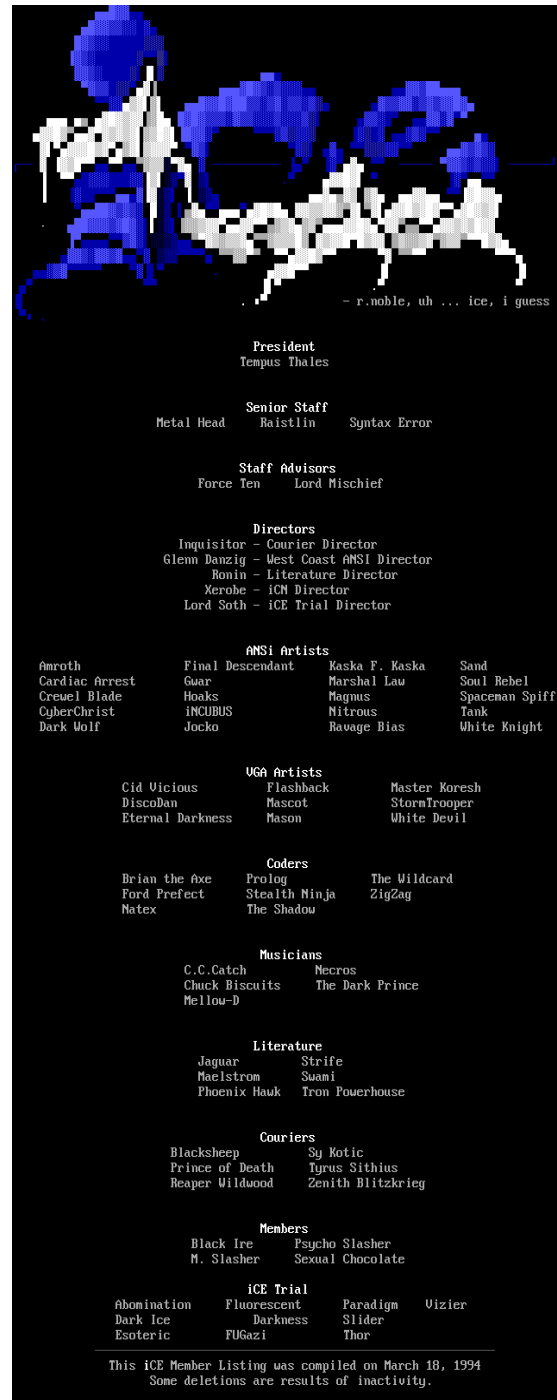 - r.noble, uh ... ice, i guess
President
Tempus Thales
Senior Staff
Metal Head Raistlin Syntax Error
Staff Advisors
Force Ten Lord Mischief
Directors
Inquisitor - Courier Director
Glenn Danzig - West Coast ANSI Director
Ronin - Literature Director
Xerobe - iCN Director
Lord Soth - iCE Trial Director
ANSi Artists
Amroth Final Descendant Kaska F. Kaska Sand
Cardiac Arrest Gwar Marshal Law Soul Rebel
Crewel Blade Hoaks Magnus Spaceman Spiff
CyberChrist iNCUBUS Nitrous Tank
Dark Wolf Jocko Ravage Bias White Knight
VGA Artists
Cid Vicious Flashback Master Koresh
DiscoDan Mascot StormTrooper
Eternal Darkness Mason White Devil
Coders
Brian the Axe Prolog The Wildcard
Ford Prefect Stealth Ninja ZigZag
Natex The Shadow
Musicians
C.C.Catch Necros
Chuck Biscuits The Dark Prince
Mellow-D
Literature
Jaguar Strife
Maelstrom Swami
Phoenix Hawk Tron Powerhouse
Couriers
Blacksheep Sy Kotic
Prince of Death Tyrus Sithius
Reaper Wildwood Zenith Blitzkrieg
Members
Black Ire Psycho Slasher
M. Slasher Sexual Chocolate
iCE Trial
Abomination Fluorescent Paradigm Vizier
Dark Ice Darkness Slider
Esoteric FUGazi Thor
This iCE Member Listing was compiled on March 18, 1994
Some deletions are results of inactivity.